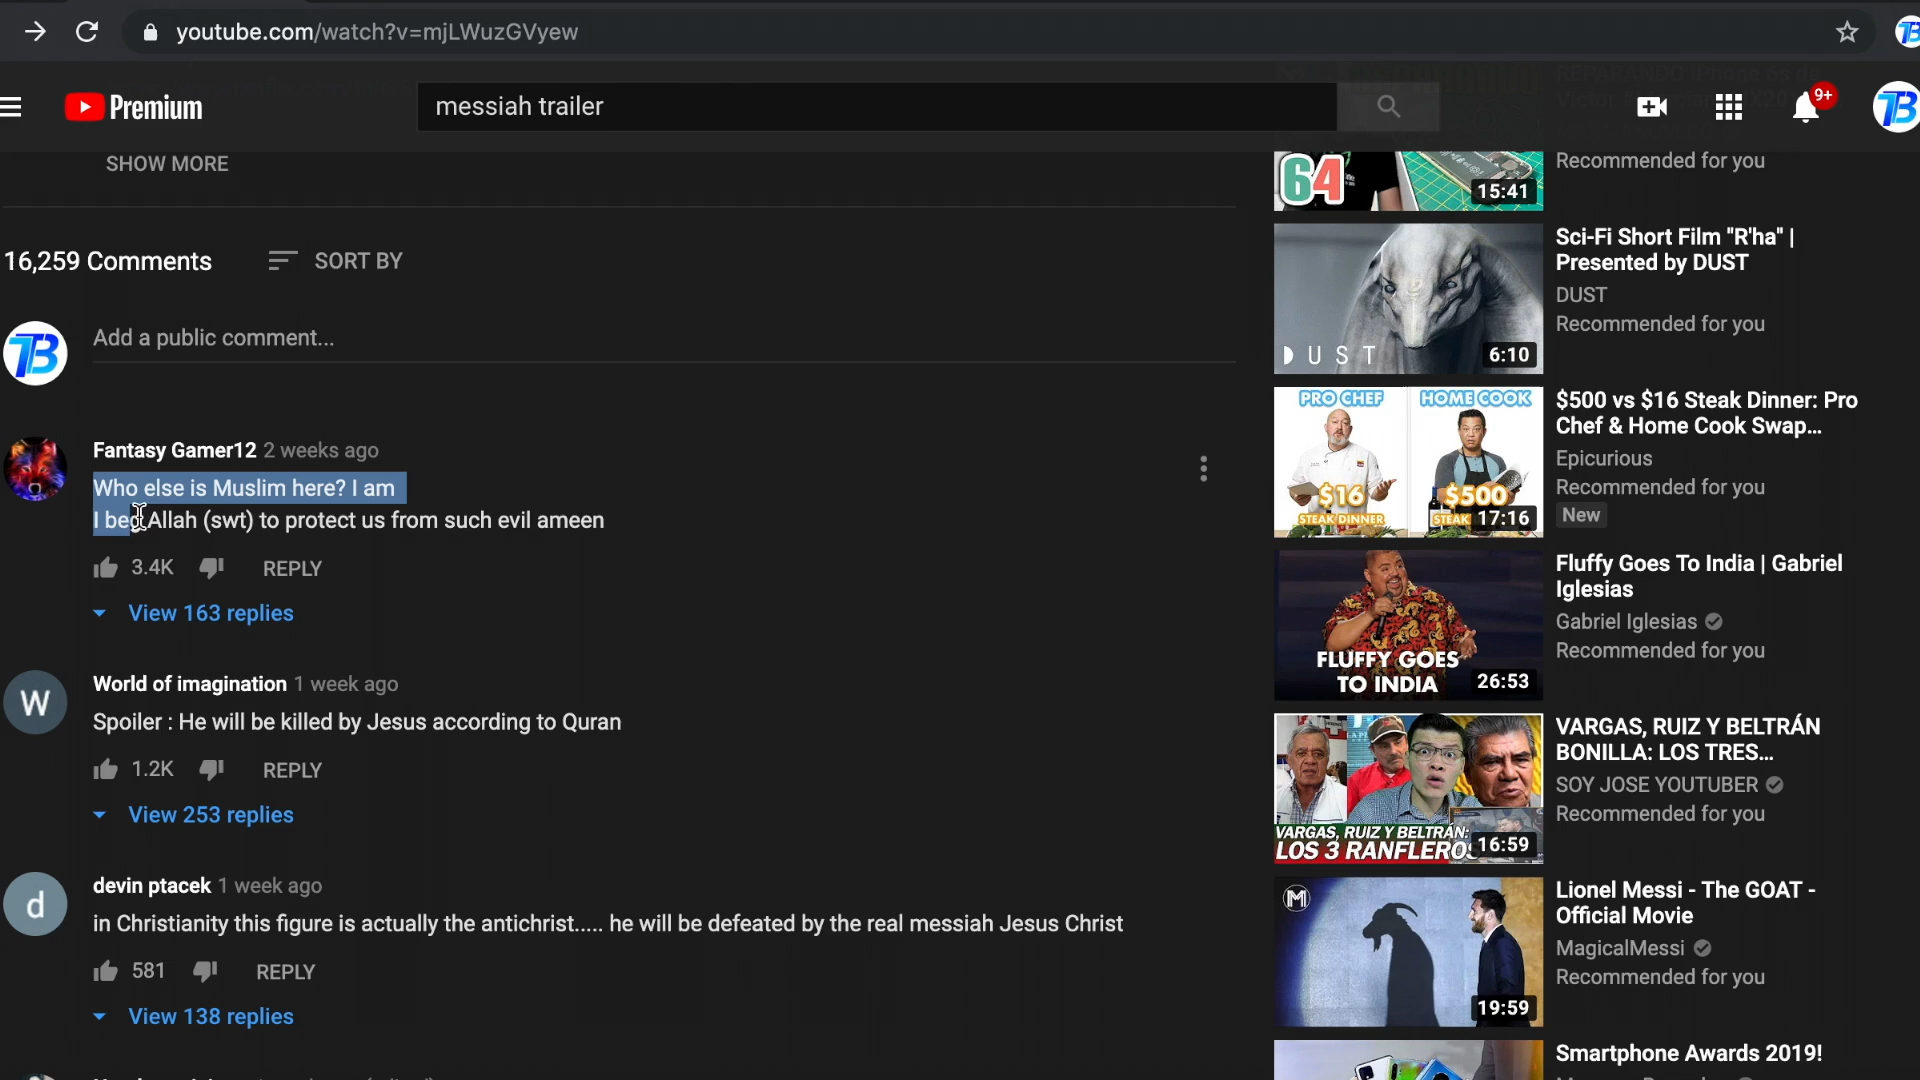 youtube.com/watch?v=mjLWuzGVyew
Premium
messiah trailer
9+
SHOW MORE
16,259 Comments
SORT BY
Add a public comment...
Fantasy Gamer12 2 weeks ago
Who else is Muslim here? I am
I beg Allah (swt) to protect us from such evil ameen
3.4K
REPLY
View 163 replies
W
World of imagination 1 week ago
Spoiler : He will be killed by Jesus according to Quran
1.2K
REPLY
View 253 replies
d
devin ptacek 1 week ago
in Christianity this figure is actually the antichrist..... he will be defeated by the real messiah Jesus Christ
581
REPLY
View 138 replies
64
15:41
Recommended for you
DUST
6:10
Sci-Fi Short Film "R'ha" |
Presented by DUST
DUST
Recommended for you
PRO CHEF
HOME COOK
$16
STEAK DINNER
$500
STEAK
17:16
$500 vs $16 Steak Dinner: Pro
Chef & Home Cook Swap...
Epicurious
Recommended for you
New
FLUFFY GOES
TO INDIA
26:53
Fluffy Goes To India | Gabriel
Iglesias
Gabriel Iglesias
Recommended for you
VARGAS, RUIZ Y BELTRÁN:
LOS 3 RANFLEROS
16:59
VARGAS, RUIZ Y BELTRÁN
BONILLA: LOS TRES...
SOY JOSE YOUTUBER
Recommended for you
M
19:59
Lionel Messi - The GOAT -
Official Movie
MagicalMessi
Recommended for you
Smartphone Awards 2019!